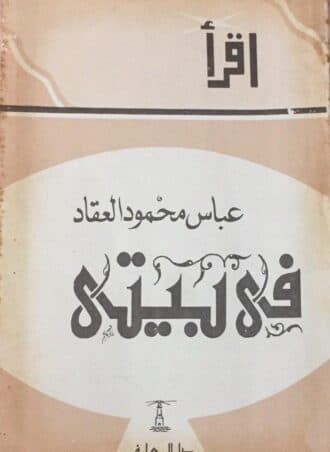 اقرأ
عباس محمود العقاد
في بيتي